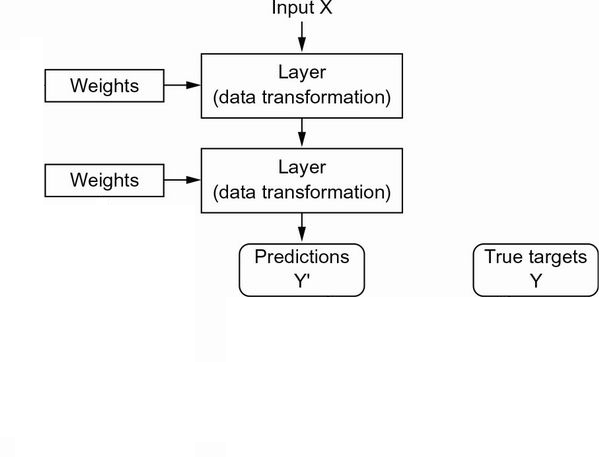 Input X
Layer
(data transformation)
Weights
Layer
(data transformation)
Weights
Predictions
Y'
True targets
Y